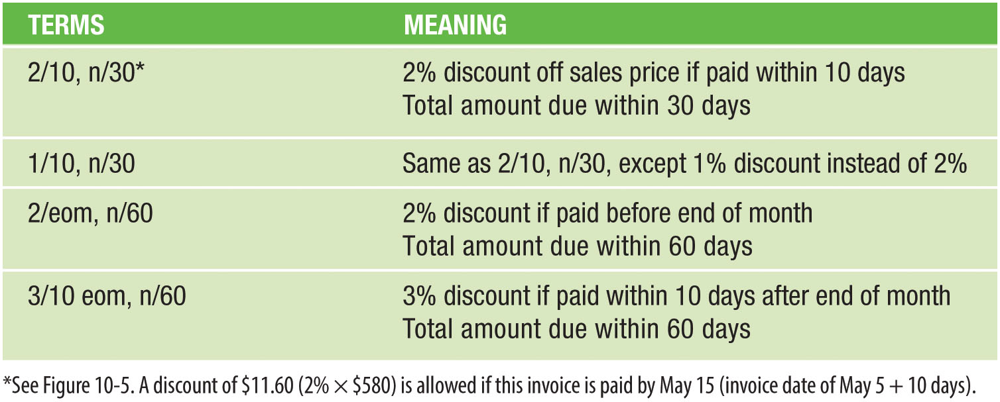 TERMS MEANING
2/10, n/30* 2% discount off sales price if paid within 10 days
Total amount due within 30 days
1/10, n/30 Same as 2/10, n/30, except 1% discount instead of 2%
2/eom, n/60 2% discount if paid before end of month
Total amount due within 60 days
3/10 eom, n/60 3% discount if paid within 10 days after end of month
Total amount due within 60 days
*See Figure 10-5. A discount of $11.60 (2% × $580) is allowed if this invoice is paid by May 15 (invoice date of May 5 + 10 days).